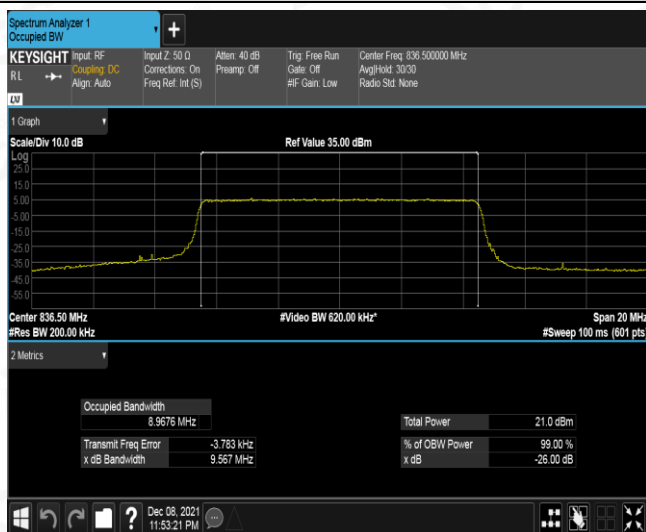 Spectrum Analyzer 1
Occupied BW
+
KEYSIGHT Input: RF Input Z: 50 Ω Atten: 40 dB Trig: Free Run Center Freq: 836.500000 MHz
RL Coupling: DC Corrections: On Preamp: Off Gate: Off Avg|Hold: 30/30
Align: Auto Freq Ref: Int (S) #IF Gain: Low Radio Std: None
LXI
1 Graph
Scale/Div 10.0 dB Ref Value 35.00 dBm
Log
25.0
15.0
5.00
-5.00
-15.0
-25.0
-35.0
-45.0
-55.0
Center 836.50 MHz #Video BW 620.00 kHz* Span 20 MHz
#Res BW 200.00 kHz #Sweep 100 ms (601 pts)
2 Metrics
Occupied Bandwidth
8.9676 MHz Total Power 21.0 dBm
Transmit Freq Error -3.783 kHz % of OBW Power 99.00 %
x dB Bandwidth 9.567 MHz x dB -26.00 dB
? Dec 08, 2021
11:53:21 PM